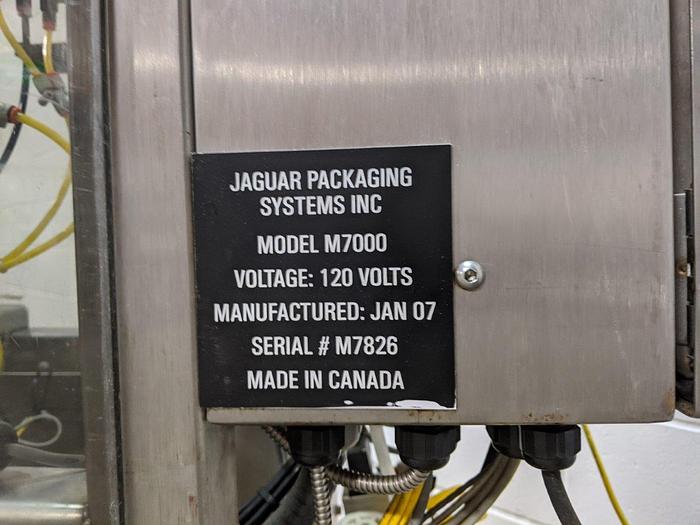 JAGUAR PACKAGING
SYSTEMS INC
MODEL M7000
VOLTAGE: 120 VOLTS
MANUFACTURED: JAN 07
SERIAL # M7826
MADE IN CANADA